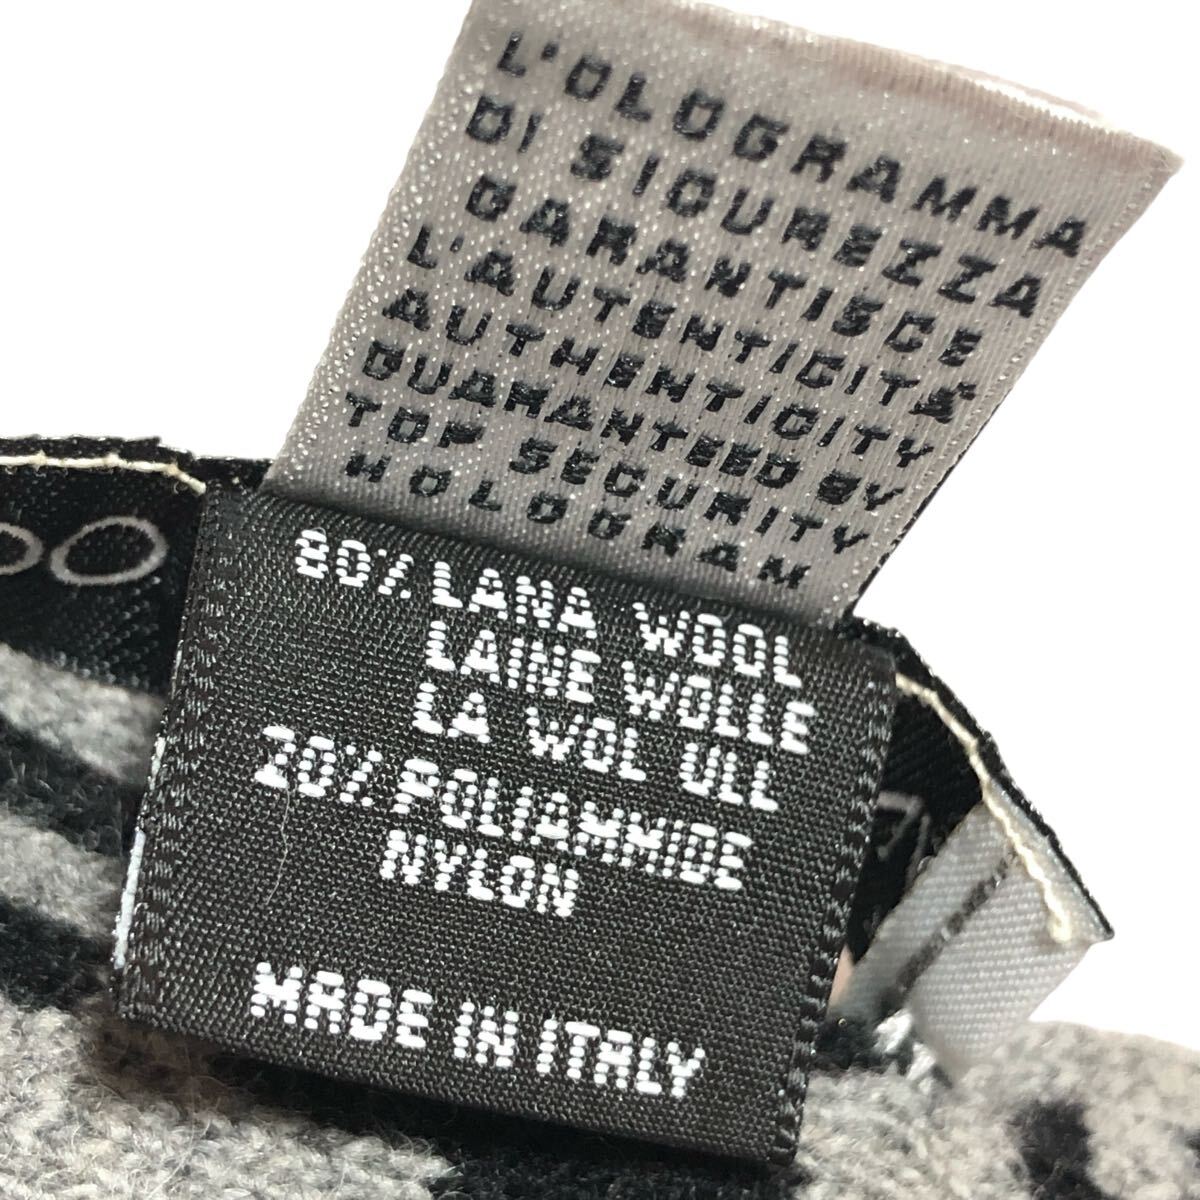 L'OLOGRAMMA
DI SICUREZZA
GARANTISCE
L'AUTENTICITÁ
AUTHENTICITY
GUARANTEED BY
TOP SECURITY
HOLOGRAM
80% LANA WOOL
LAINE WOLLE
LA WOL ULL
20% POLIAMMIDE
NYLON
MADE IN ITALY